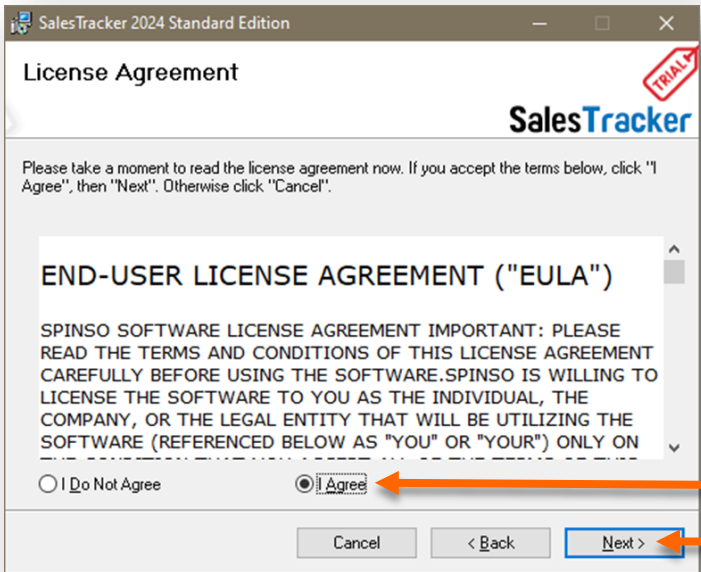 SalesTracker 2024 Standard Edition
License Agreement
TRIAL
SalesTracker
Please take a moment to read the license agreement now. If you accept the terms below, click "I
Agree", then "Next". Otherwise click "Cancel".
END-USER LICENSE AGREEMENT ("EULA")
SPINSO SOFTWARE LICENSE AGREEMENT IMPORTANT: PLEASE
READ THE TERMS AND CONDITIONS OF THIS LICENSE AGREEMENT
CAREFULLY BEFORE USING THE SOFTWARE.SPINSO IS WILLING TO
LICENSE THE SOFTWARE TO YOU AS THE INDIVIDUAL, THE
COMPANY, OR THE LEGAL ENTITY THAT WILL BE UTILIZING THE
SOFTWARE (REFERENCED BELOW AS "YOU" OR "YOUR") ONLY ON
I Do Not Agree
I Agree
Cancel
< Back
Next >